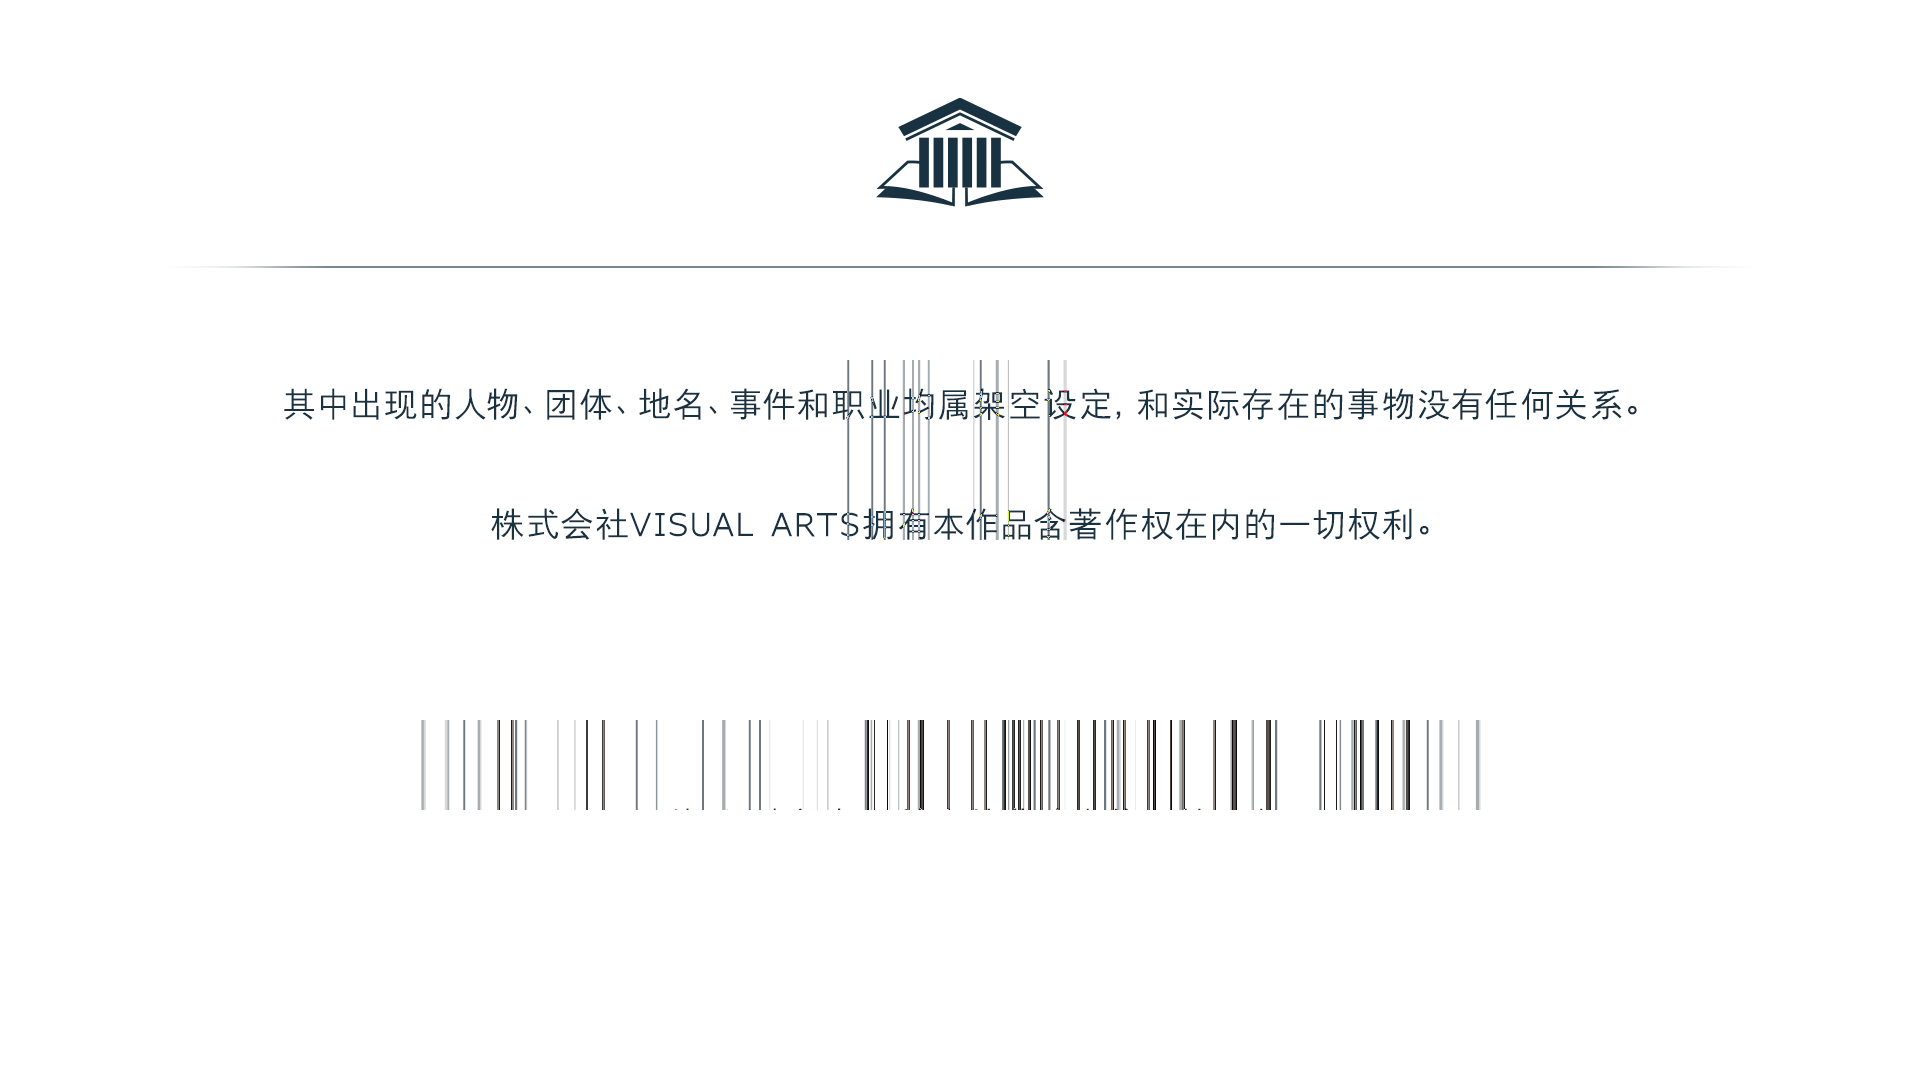 其中出现的人物、团体、地名、事件和职业均属架空设定, 和实际存在的事物没有任何关系。
株式会社VISUAL ARTS拥有本作品含著作权在内的一切权利。